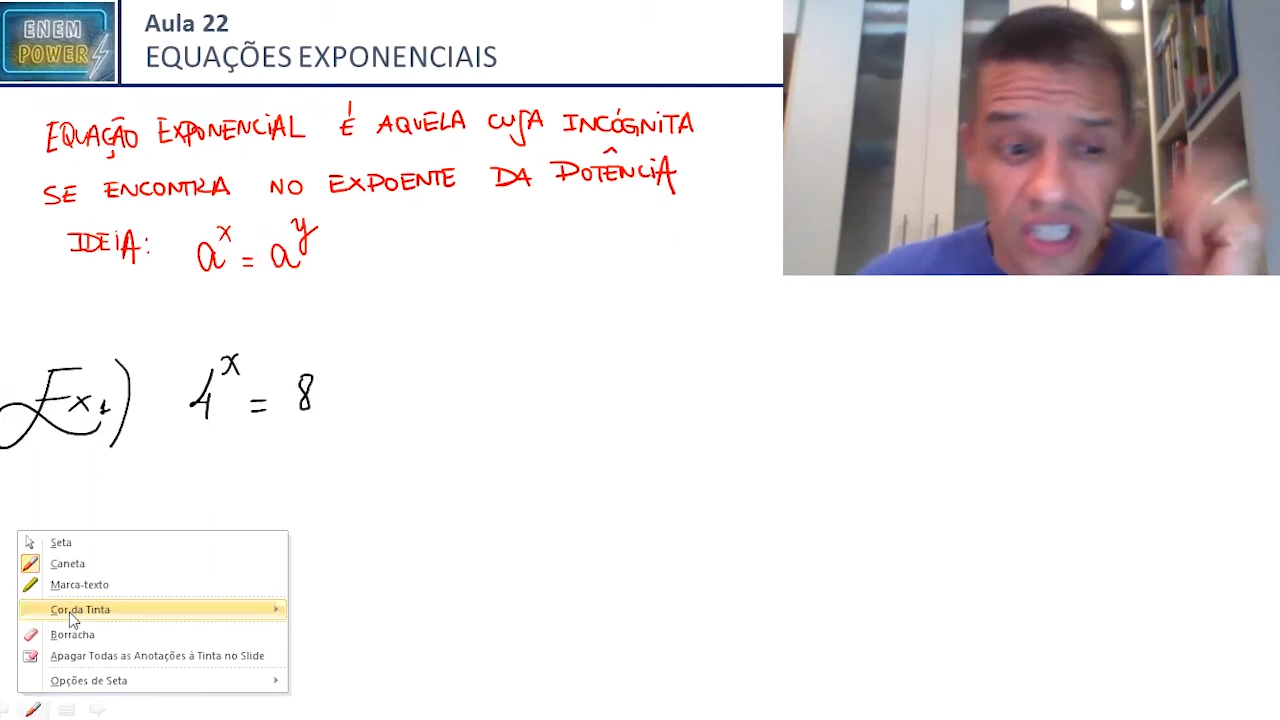 ENEM
POWER
Aula 22
EQUAÇÕES EXPONENCIAIS
EQUAÇÃO EXPONENCIAL É AQUELA CUJA INCÓGNITA
SE ENCONTRA NO EXPOENTE DA POTÊNCIA
IDEIA: a^x = a^y
Ex1) 4^x = 8
Seta
Caneta
Marca-texto
Cor da Tinta
Borracha
Apagar Todas as Anotações à Tinta no Slide
Opções de Seta